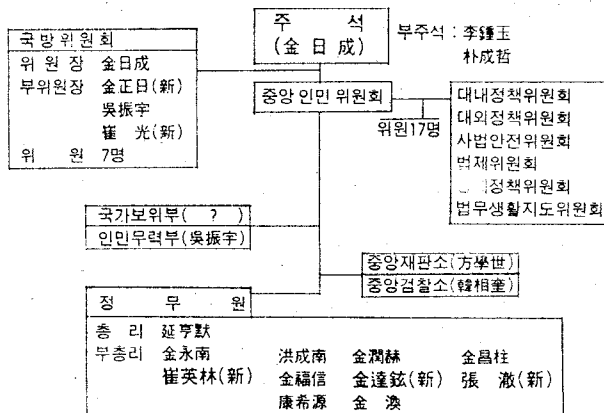 주 석
(金日成)
부주석 : 李鍾玉
朴成哲
국방위원회
위 원 장 金日成
부위원장 金正日(新)
吳振宇
崔 光(新)
위 원 7명
중앙 인민 위원회
위원17명
대내정책위원회
대외정책위원회
사법안전위원회
법제위원회
정책위원회
법무생활지도위원회
국가보위부( ? )
인민무력부(吳振宇)
중앙재판소(方學世)
중앙검찰소(韓相奎)
정 무 원
총 리 延亨默
부총리 金永南 洪成南 金潤赫 金昌柱
崔英林(新) 金福信 金達鉉(新) 張 澈(新)
康希源 金 渙